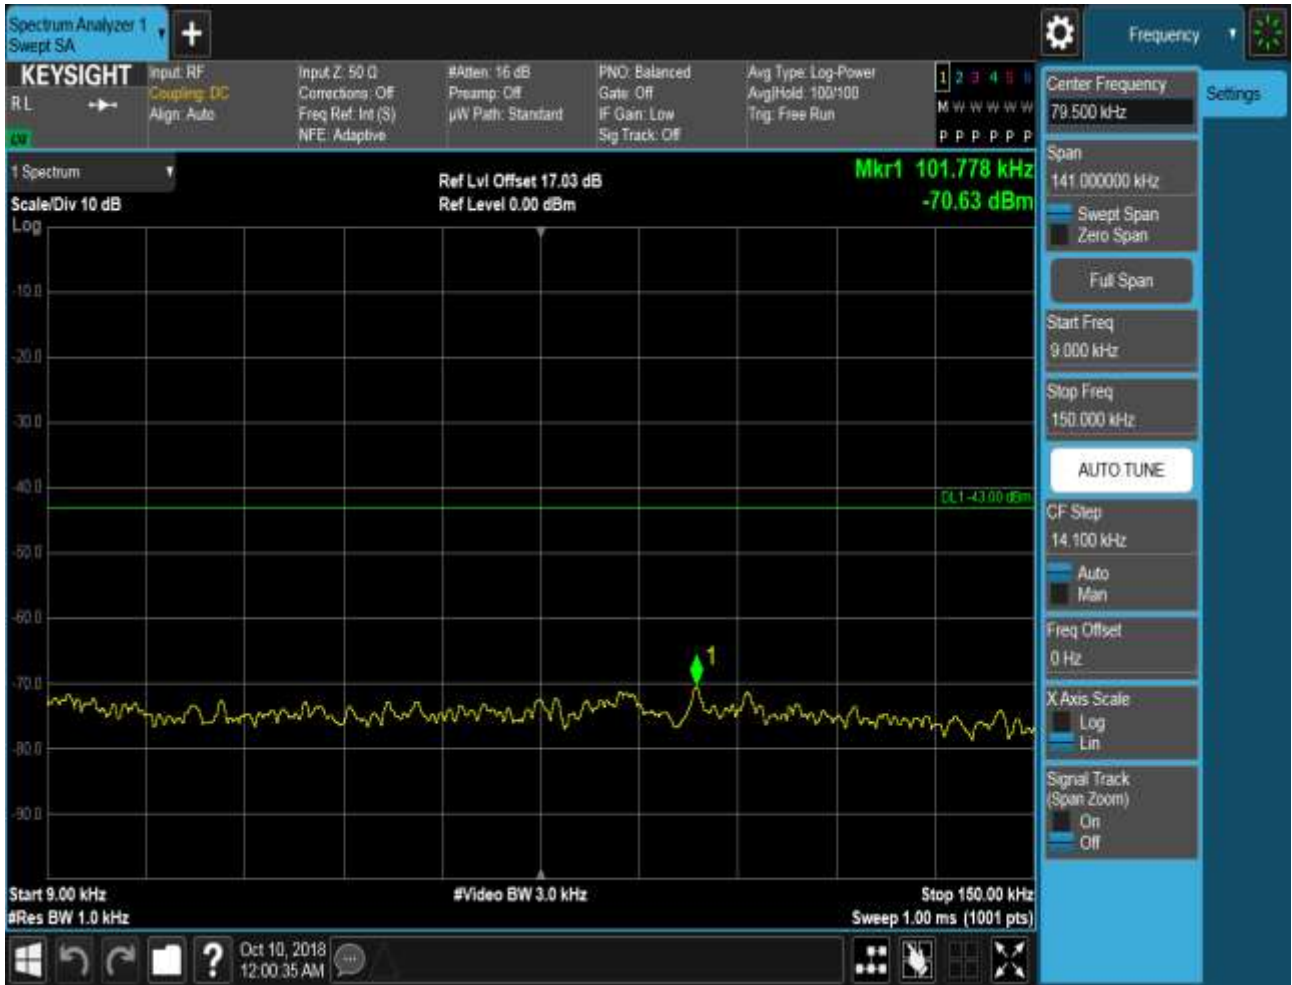 Spectrum Analyzer 1
Swept SA
Frequency
KEYSIGHT
RL
Input: RF
Coupling: DC
Align: Auto
Input Z: 50 Ω
Corrections: Off
Freq Ref: Int (S)
NFE: Adaptive
#Atten: 16 dB
Preamp: Off
µW Path: Standard
PNO: Balanced
Gate: Off
IF Gain: Low
Sig Track: Off
Avg Type: Log-Power
Avg|Hold: 100/100
Trig: Free Run
1 2 3 4 5 6
M W W W W W
P P P P P P
1 Spectrum
Scale/Div 10 dB
Log
Ref Lvl Offset 17.03 dB
Ref Level 0.00 dBm
Mkr1 101.778 kHz
-70.63 dBm
-10.0
-20.0
-30.0
-40.0
DL1 -43.00 dBm
-50.0
-60.0
1
-70.0
-80.0
-90.0
Start 9.00 kHz
#Res BW 1.0 kHz
#Video BW 3.0 kHz
Stop 150.00 kHz
Sweep 1.00 ms (1001 pts)
Center Frequency
79.500 kHz
Settings
Span
141.000000 kHz
Swept Span
Zero Span
Full Span
Start Freq
9.000 kHz
Stop Freq
150.000 kHz
AUTO TUNE
CF Step
14.100 kHz
Auto
Man
Freq Offset
0 Hz
X Axis Scale
Log
Lin
Signal Track
(Span Zoom)
On
Off
?
Oct 10, 2018
12:00:35 AM